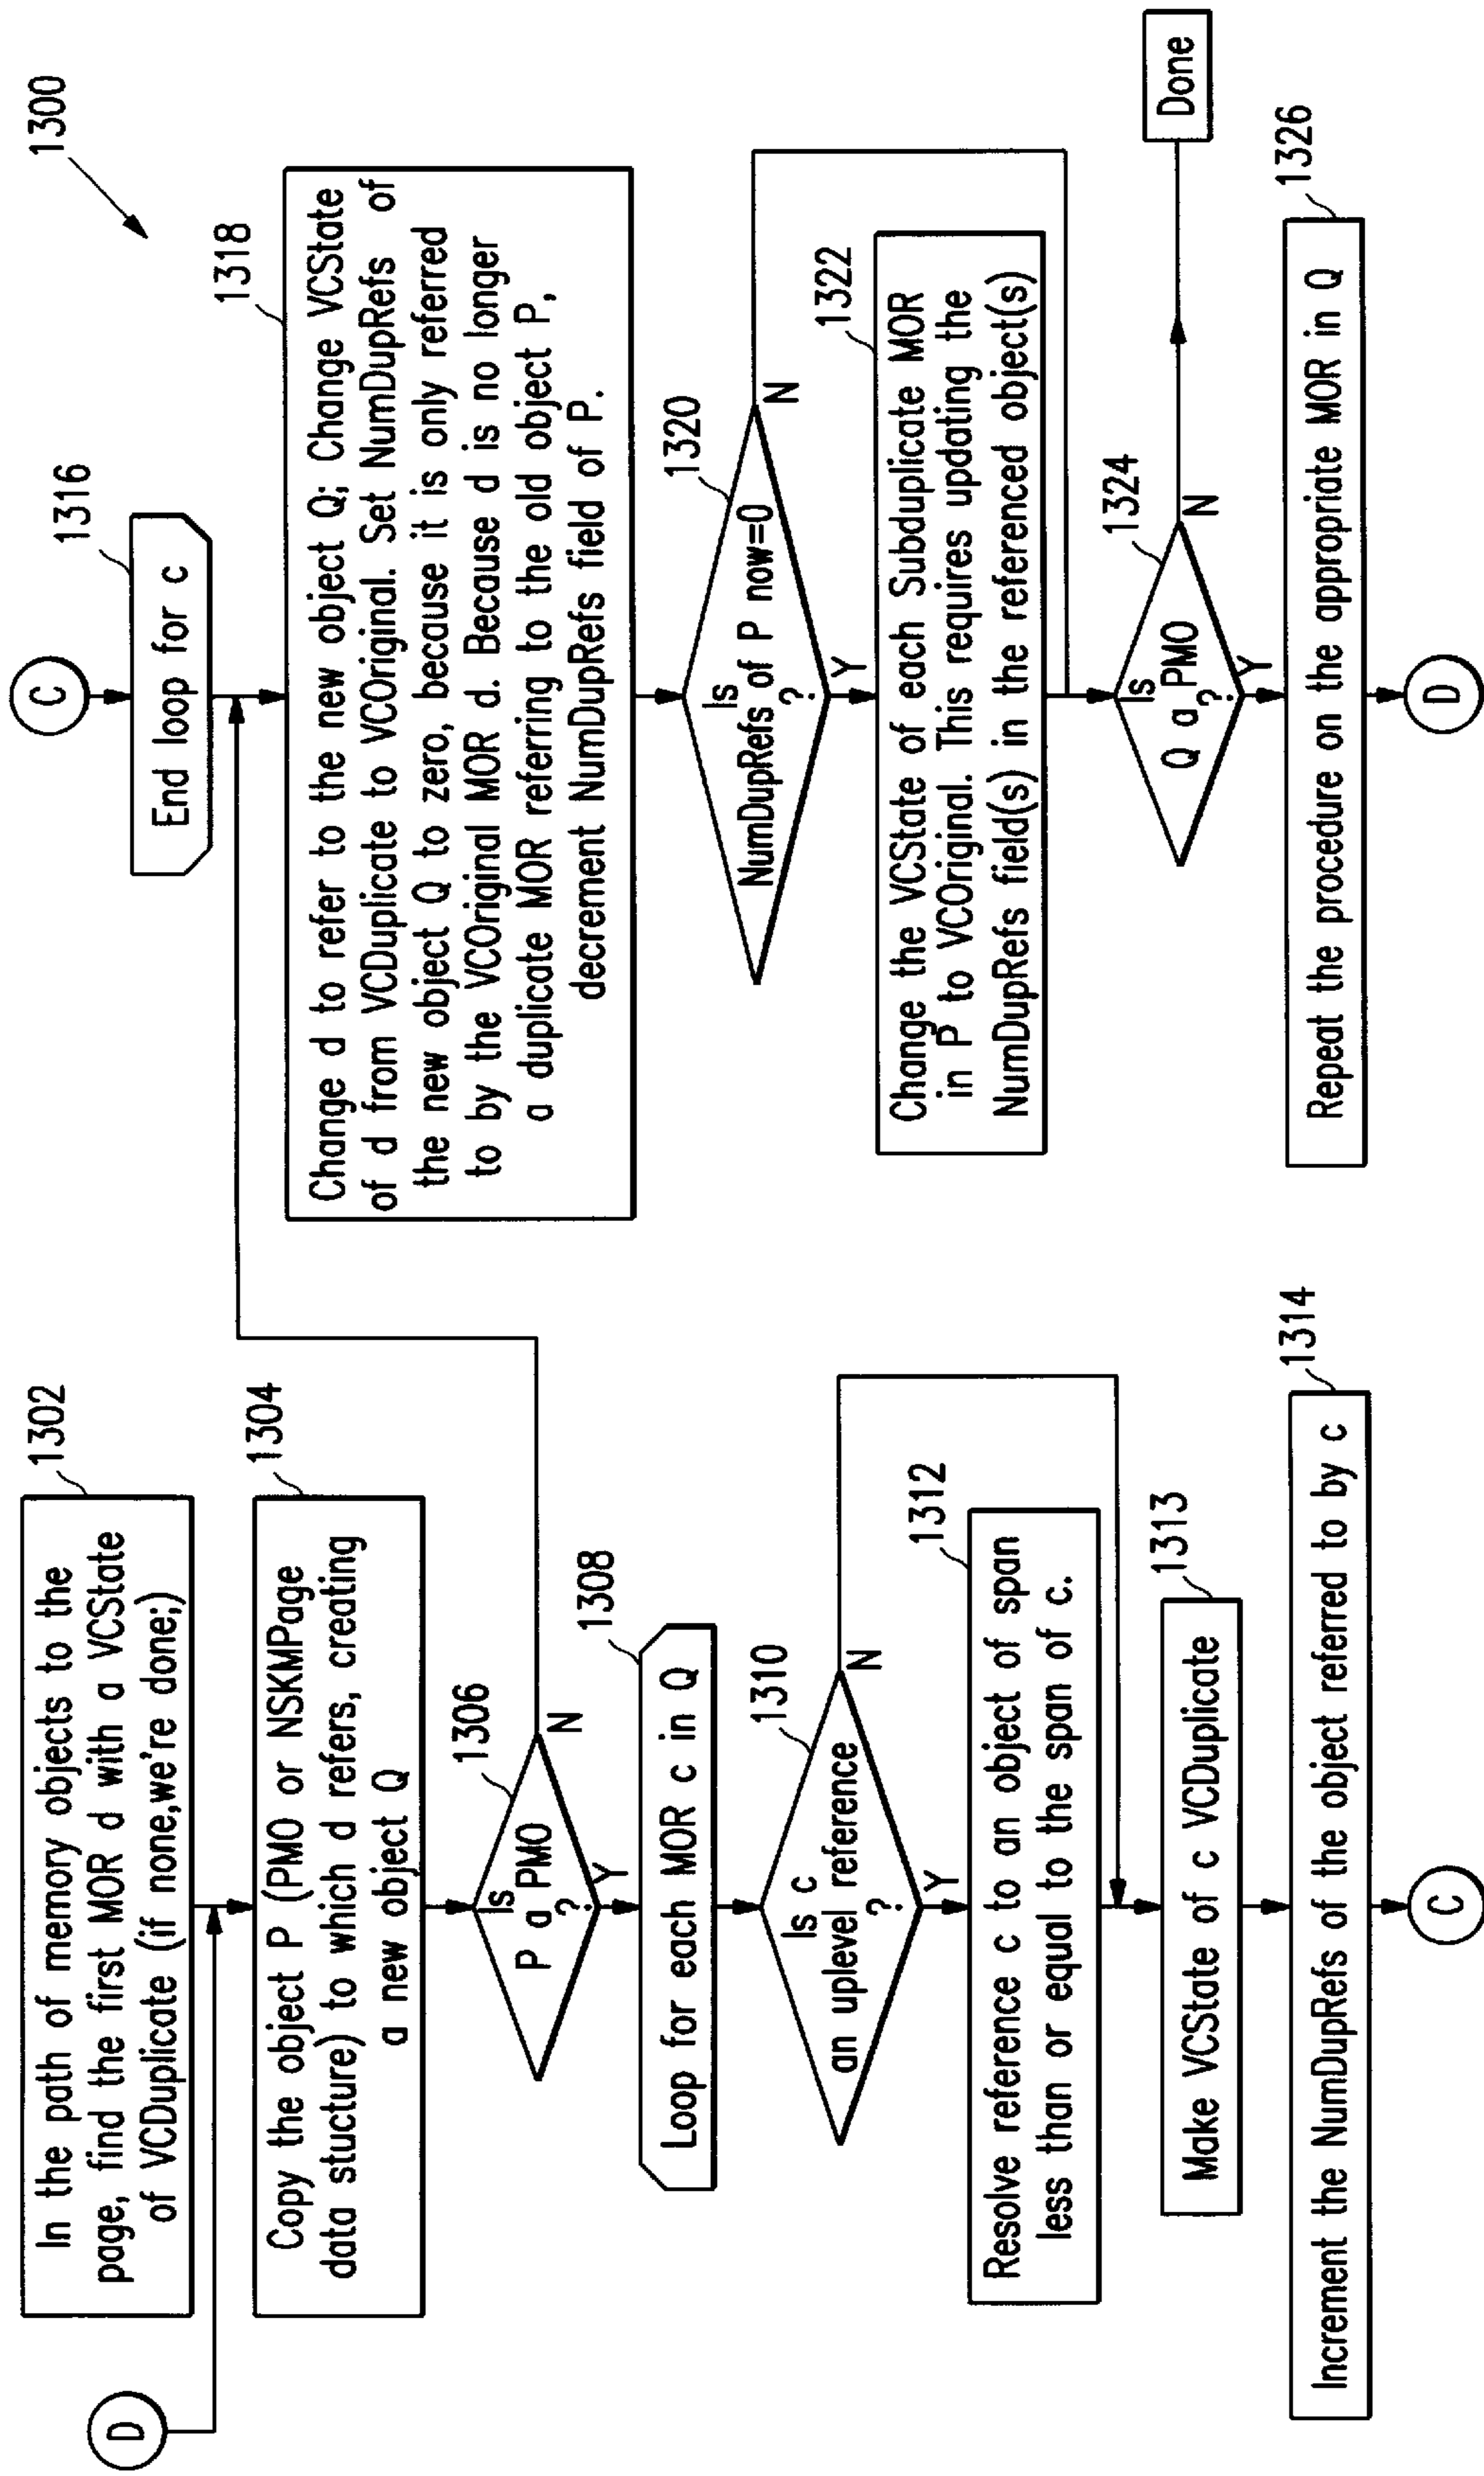 1300
D
In the path of memory objects to the
page, find the first MOR d with a VCState
of VCDuplicate (if none,we're done;)
1302
Copy the object P (PMO or NSKMPage
data stucture) to which d refers, creating
a new object Q
1304
Is
P a PMO
?
1306
N
Y
Loop for each MOR c in Q
1308
Is c
an uplevel reference
?
1310
N
Y
Resolve reference c to an object of span
less than or equal to the span of c.
1312
Make VCState of c VCDuplicate
1313
Increment the NumDupRefs of the object referred to by c
1314
C
C
End loop for c
1316
Change d to refer to the new object Q; Change VCState
of d from VCDuplicate to VCOriginal. Set NumDupRefs of
the new object Q to zero, because it is only referred
to by the VCOriginal MOR d. Because d is no longer
a duplicate MOR referring to the old object P,
decrement NumDupRefs field of P.
1318
Is
NumDupRefs of P now=0
?
1320
N
Y
Change the VCState of each Subduplicate MOR
in P to VCOriginal. This requires updating the
NumDupRefs field(s) in the referenced object(s)
1322
Is
Q a PMO
?
1324
N
Done
Y
Repeat the procedure on the appropriate MOR in Q
1326
D